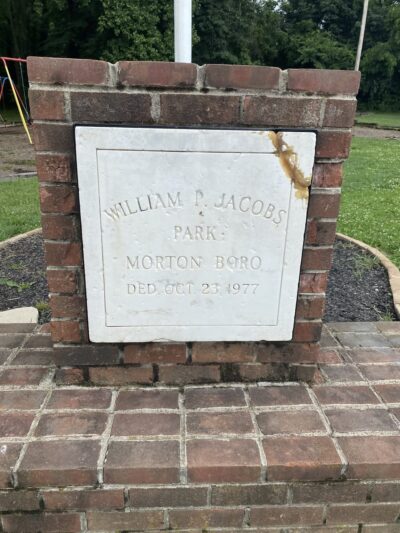 WILLIAM P. JACOBS
PARK
MORTON BORO
DED OCT 23 1977